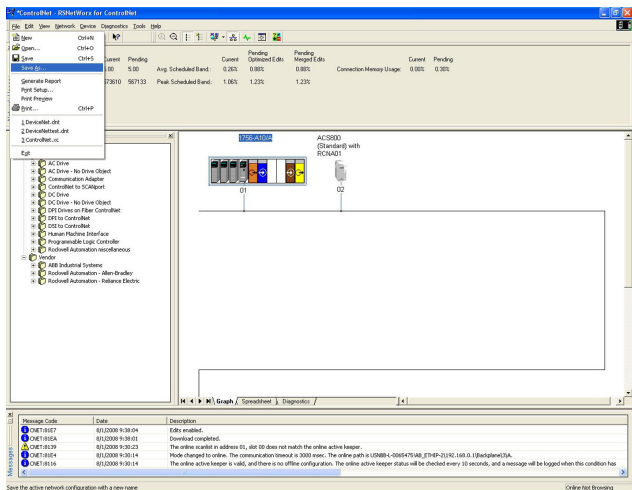 *ControlNet - RSNetWorx for ControlNet
File Edit View Network Device Diagnostics Tools Help
New Ctrl+N
Open... Ctrl+O
Save Ctrl+S
Save As...
Generate Report
Print Setup...
Print Preview
Print... Ctrl+P
1 DeviceNet.dnt
2 DeviceNettest.dnt
3 ControlNet.xc
Exit
Current Pending
5.00
573610 567133
Current Pending Optimized Edits Pending Merged Edits
Avg. Scheduled Band.: 0.26% 0.88% 0.88%
Peak Scheduled Band.: 1.06% 1.23% 1.23%
Current Pending
Connection Memory Usage: 0.00% 0.30%
AC Drive
AC Drive - No Drive Object
Communication Adapter
ControlNet to SCANport
DC Drive
DC Drive - No Drive Object
DPI Drives on Fiber ControlNet
DPI to ControlNet
DSI to ControlNet
Human Machine Interface
Programmable Logic Controller
Rockwell Automation miscellaneous
Vendor
ABB Industrial Systems
Rockwell Automation - Allen-Bradley
Rockwell Automation - Reliance Electric
1756-A10/A
ACS800
(Standard) with
RCNA01
01
02
Graph Spreadsheet Diagnostics
Messages
Message Code Date Description
CNET:81E7 8/1/2008 9:38:04 Edits enabled.
CNET:81EA 8/1/2008 9:38:01 Download completed.
CNET:8139 8/1/2008 9:30:23 The online scanlist in address 01, slot 00 does not match the online active keeper.
CNET:81E4 8/1/2008 9:30:14 Mode changed to online. The communication timeout is 3000 msec. The online path is
CNET:8116 8/1/2008 9:30:14 The online active keeper is valid, and there is no offline configuration. The online active keeper status will be checked every 10 seconds, and a message will be logged when this condition has
Save the active network configuration with a new name
Online Not Browsing